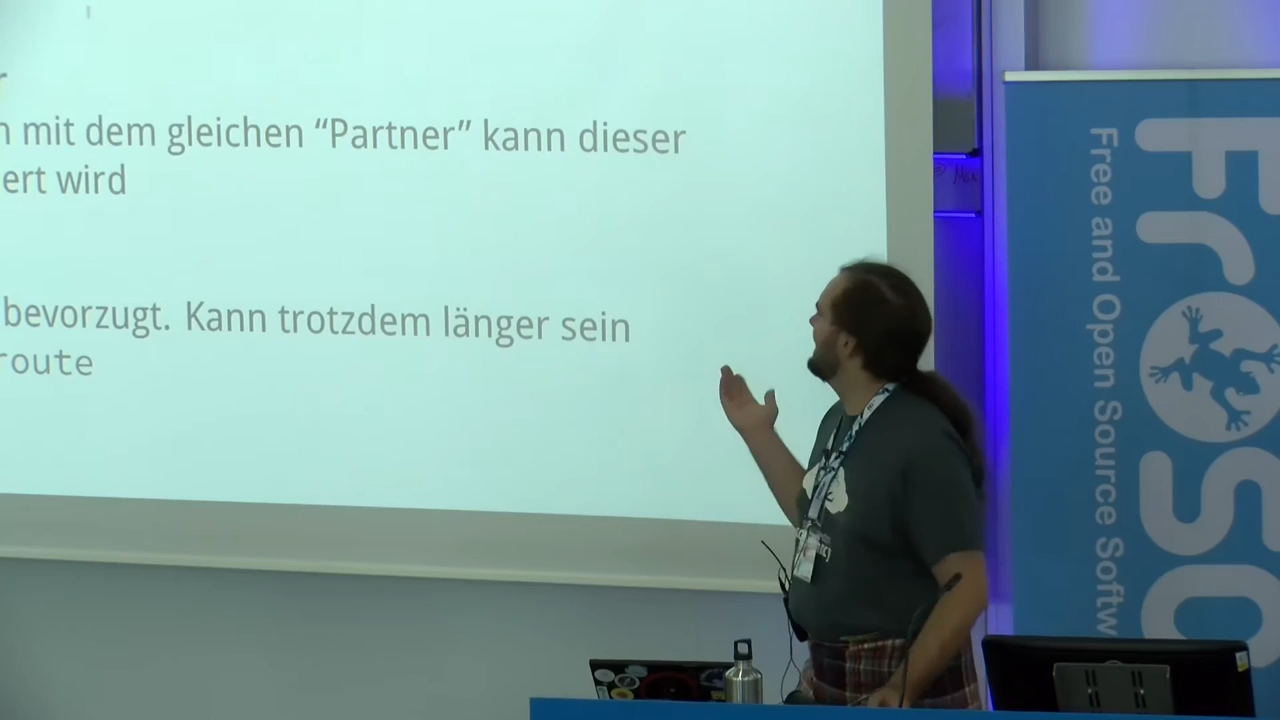 r
n mit dem gleichen “Partner” kann dieser
ert wird
bevorzugt. Kann trotzdem länger sein
route
Free and Open Source Softw
FrOSC